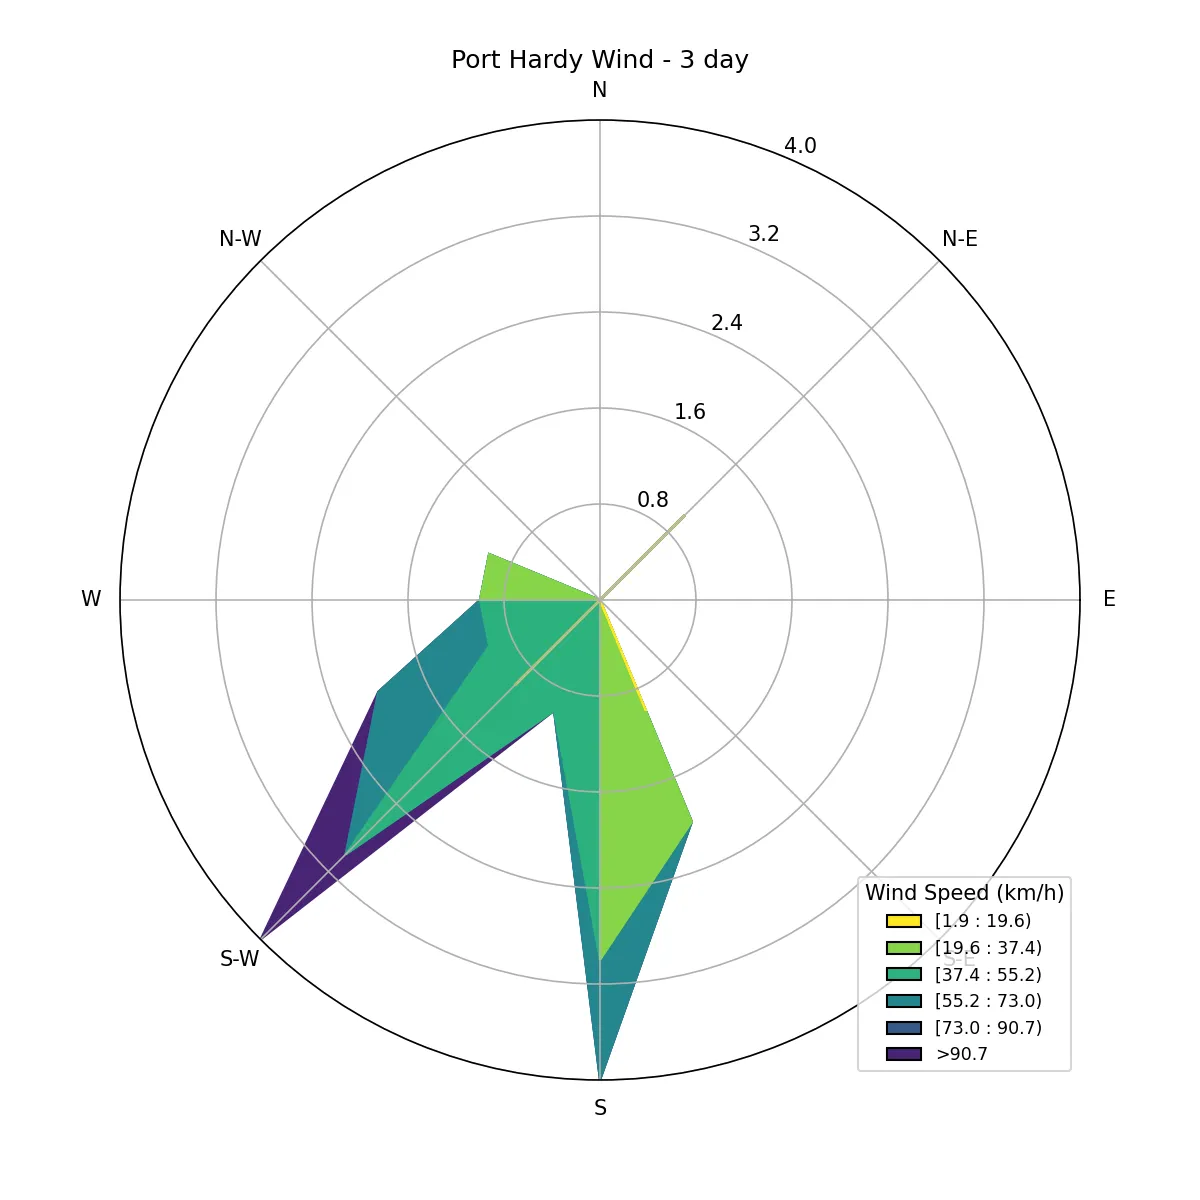 Port Hardy Wind - 3 day
N
4.0
N-W
3.2
N-E
2.4
1.6
0.8
W
E
Wind Speed (km/h)
[1.9 : 19.6)
[19.6 : 37.4)
S-W
S-E
[37.4 : 55.2)
[55.2 : 73.0)
[73.0 : 90.7)
>90.7
S